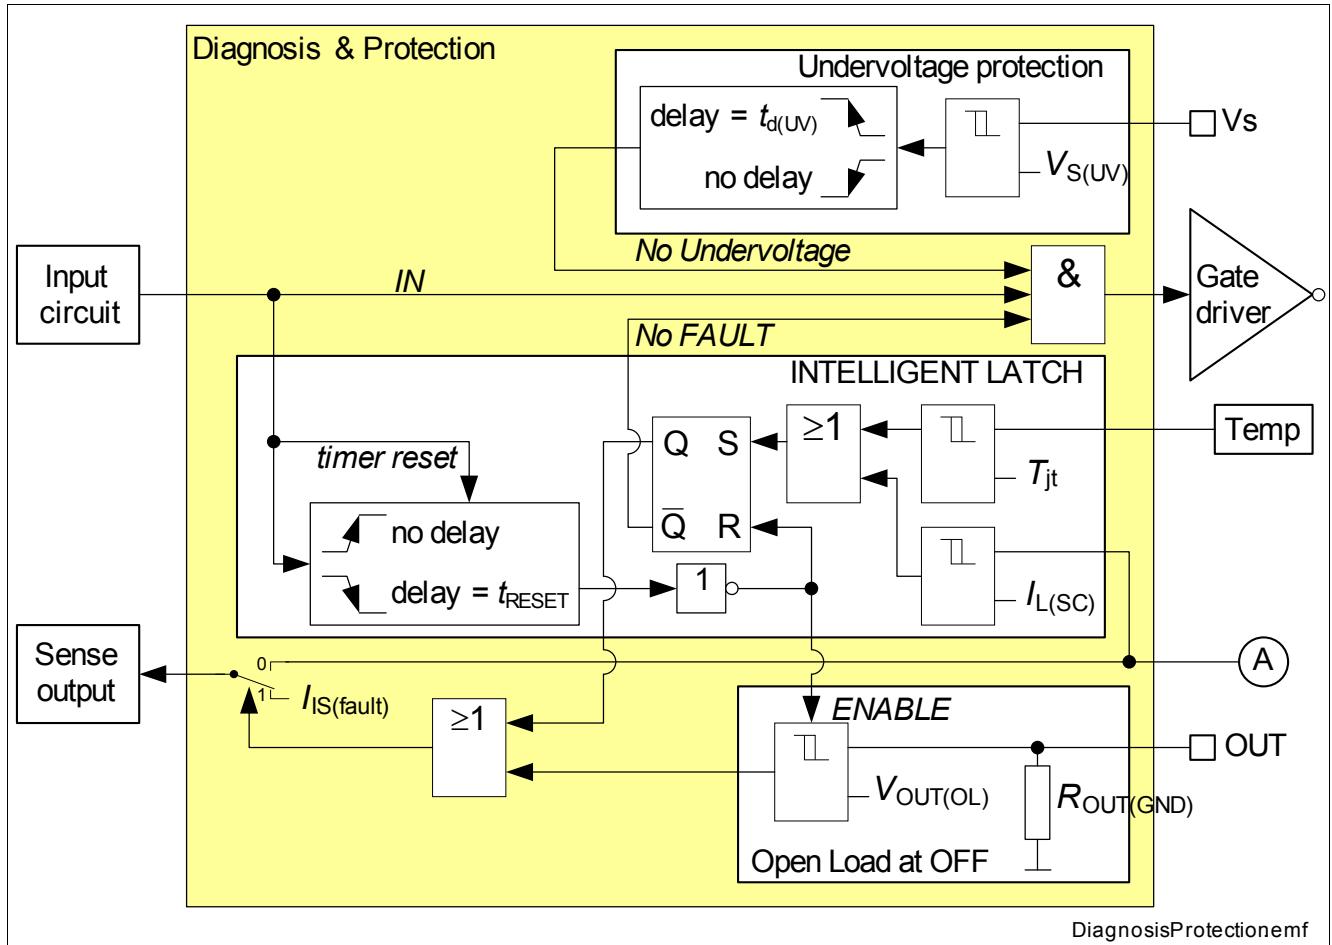 Diagnosis & Protection
Undervoltage protection
delay = td(UV)
no delay
VS(UV)
Vs
No Undervoltage
Input
circuit
IN
&
Gate
driver
No FAULT
INTELLIGENT LATCH
timer reset
Q S
≥1
Tjt
Temp
Q̅ R
no delay
delay = tRESET
1
IL(SC)
Sense
output
0
1
IIS(fault)
A
≥1
ENABLE
OUT
VOUT(OL)
ROUT(GND)
Open Load at OFF
DiagnosisProtectionemf